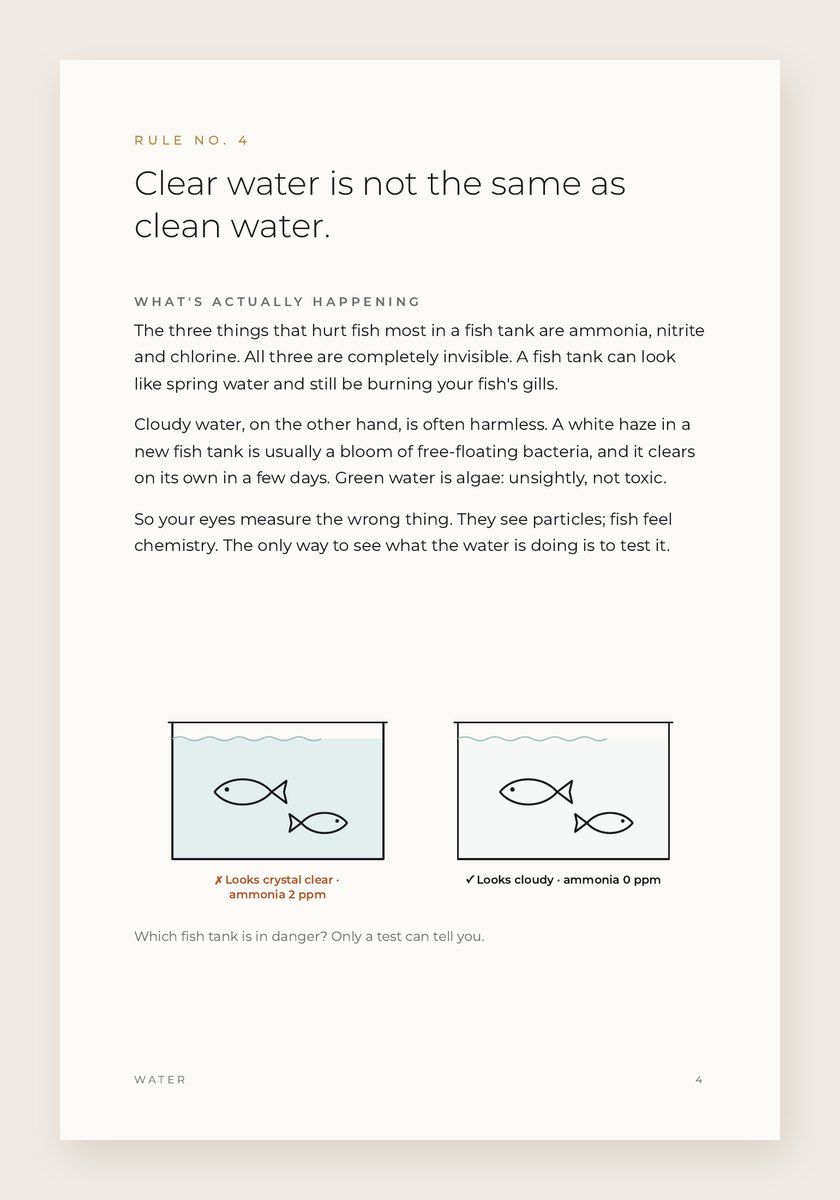 RULE NO. 4
Clear water is not the same as
clean water.
WHAT'S ACTUALLY HAPPENING
The three things that hurt fish most in a fish tank are ammonia, nitrite
and chlorine. All three are completely invisible. A fish tank can look
like spring water and still be burning your fish's gills.
Cloudy water, on the other hand, is often harmless. A white haze in a
new fish tank is usually a bloom of free-floating bacteria, and it clears
on its own in a few days. Green water is algae: unsightly, not toxic.
So your eyes measure the wrong thing. They see particles; fish feel
chemistry. The only way to see what the water is doing is to test it.
✗ Looks crystal clear ·
ammonia 2 ppm
✓ Looks cloudy · ammonia 0 ppm
Which fish tank is in danger? Only a test can tell you.
WATER
4